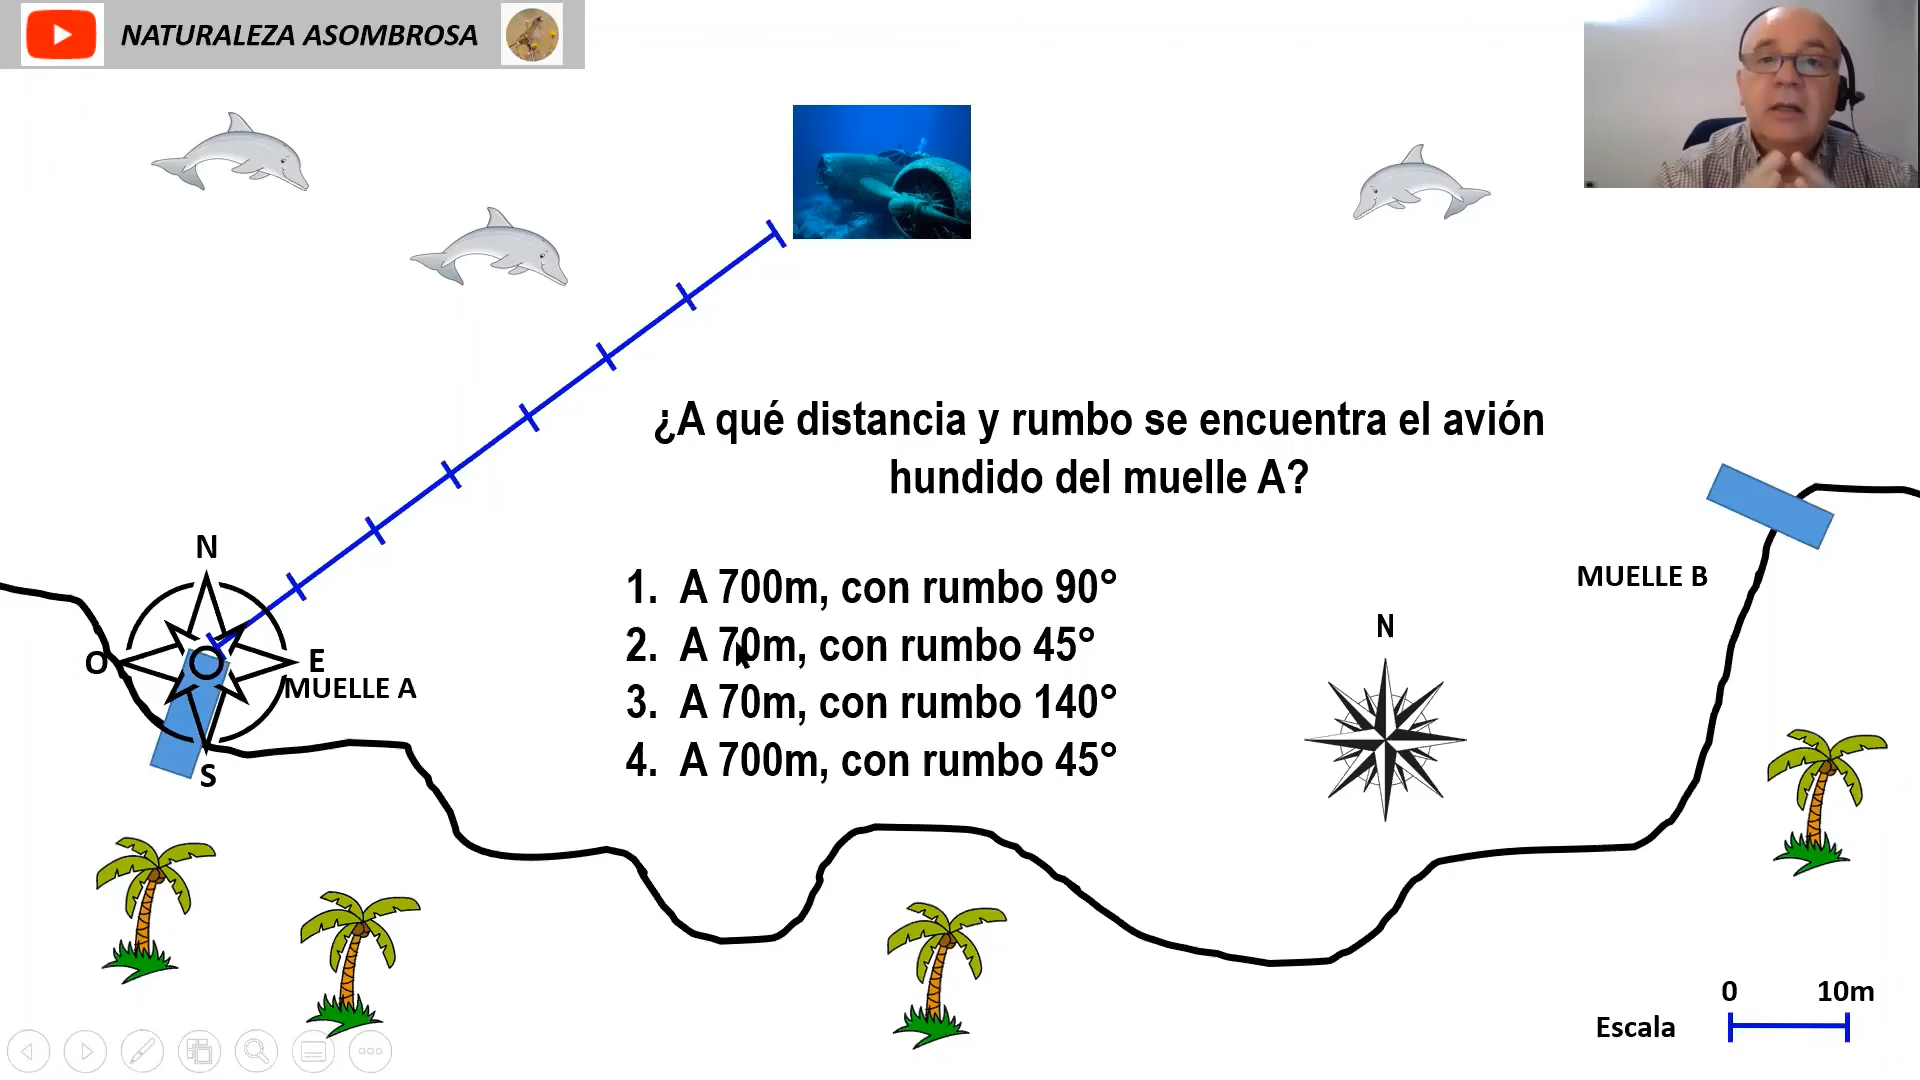 NATURALEZA ASOMBROSA
¿A qué distancia y rumbo se encuentra el avión
hundido del muelle A?
1. A 700m, con rumbo 90°
2. A 70m, con rumbo 45°
3. A 70m, con rumbo 140°
4. A 700m, con rumbo 45°
N
O
E
S
MUELLE A
MUELLE B
N
0 10m
Escala